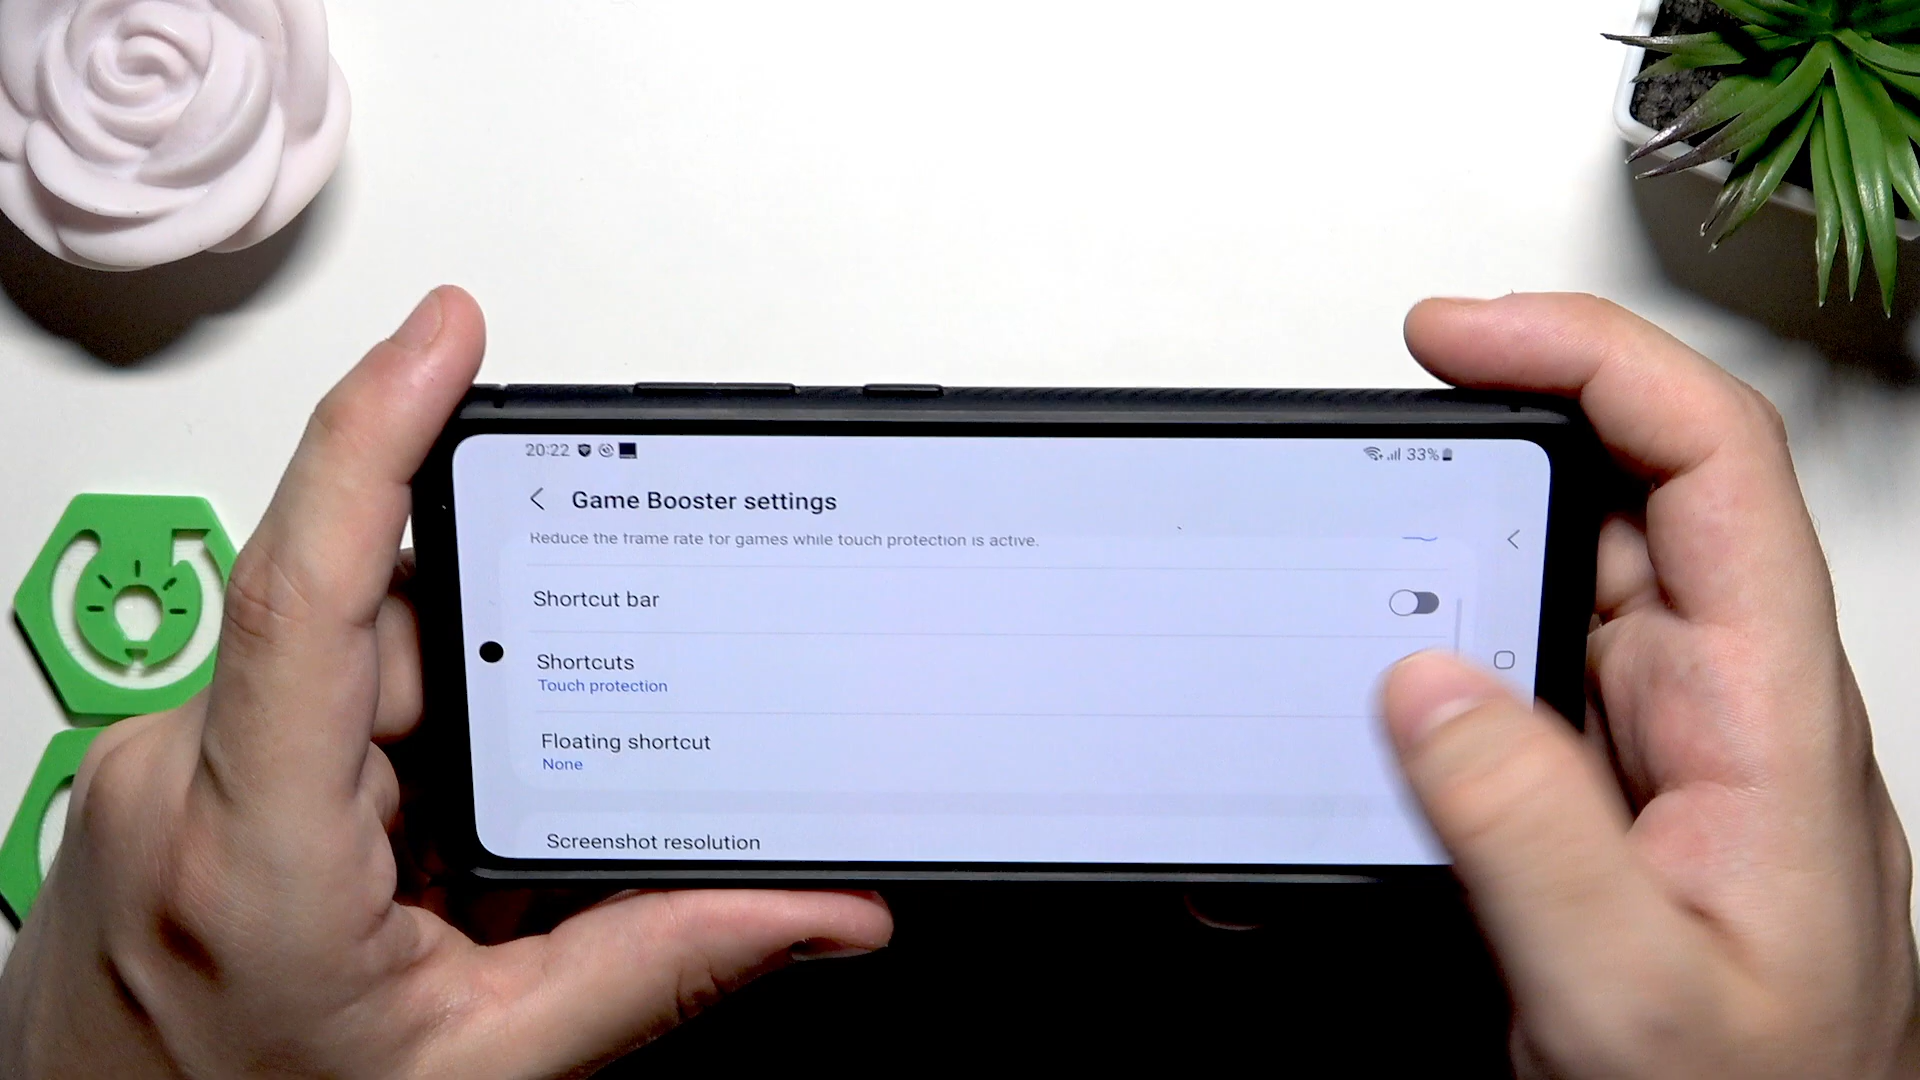 20:22 33%
Game Booster settings
Reduce the frame rate for games while touch protection is active.
Shortcut bar
Shortcuts
Touch protection
Floating shortcut
None
Screenshot resolution